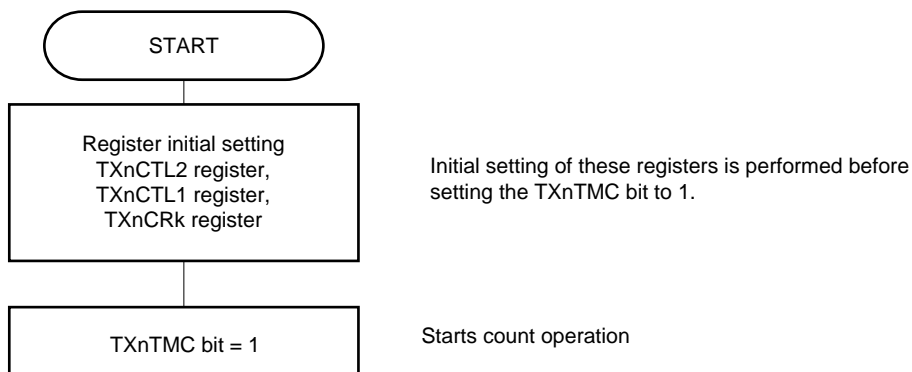 START
Register initial setting
TXnCTL2 register,
TXnCTL1 register,
TXnCRk register
Initial setting of these registers is performed before
setting the TXnTMC bit to 1.
TXnTMC bit = 1
Starts count operation